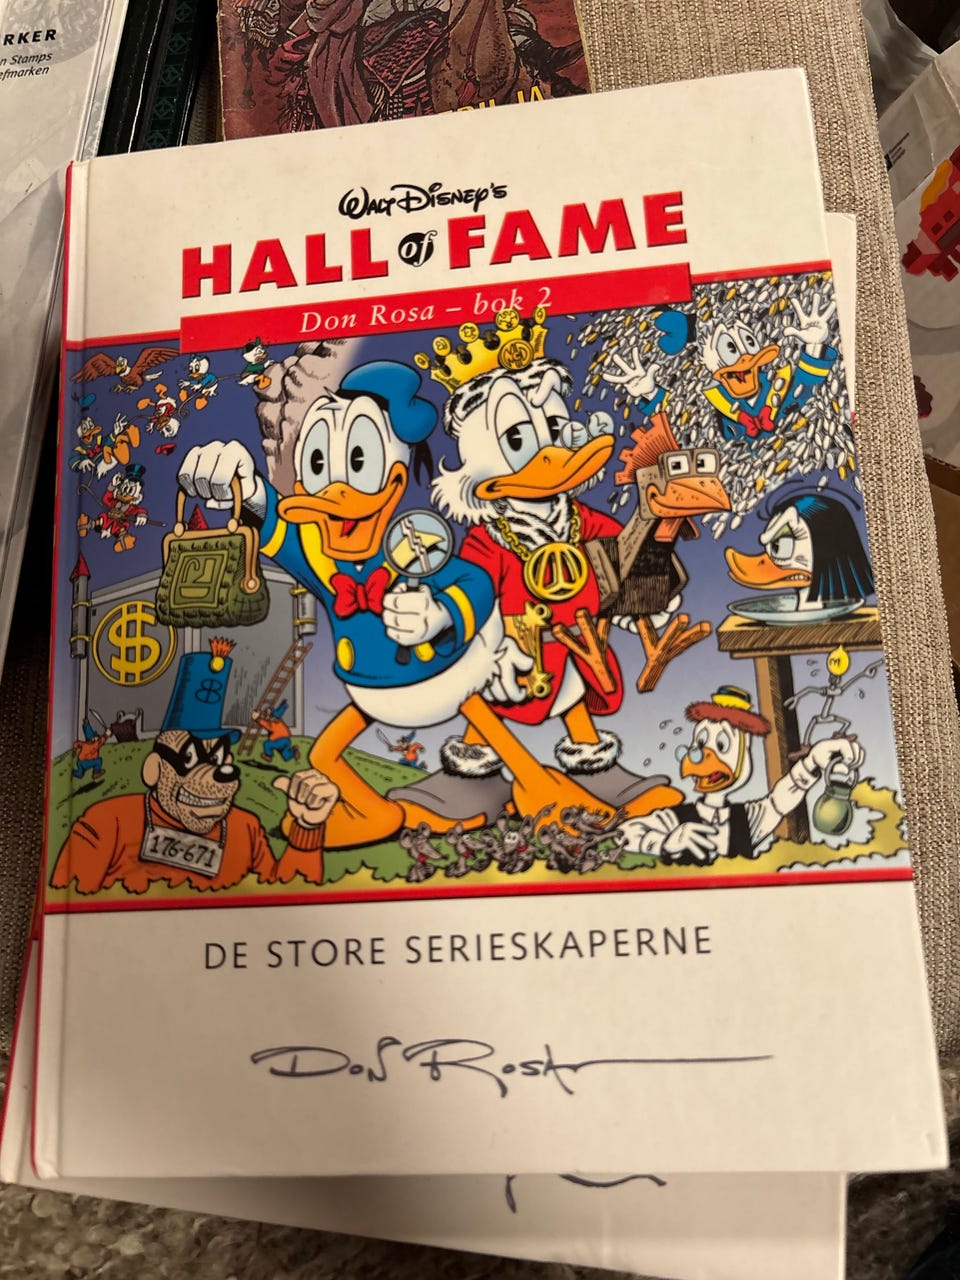 RKER
n Stamps
efmarken
WALT DISNEY'S
HALL of FAME
Don Rosa – bok 2
$
176-671
DE STORE SERIESKAPERNE
DON ROSA